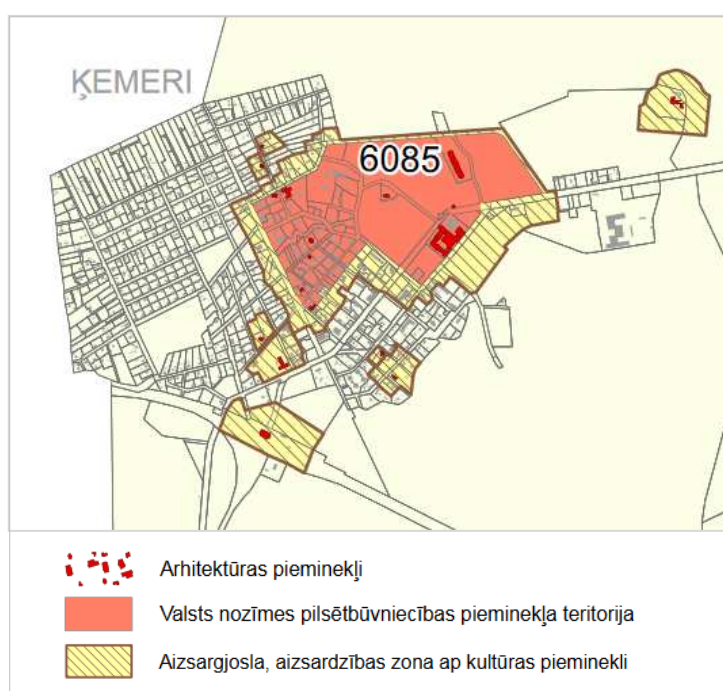 ĶEMERI
6085
Arhitektūras pieminekļi
Valsts nozīmes pilsētbūvniecības pieminekļa teritorija
Aizsargjosla, aizsardzības zona ap kultūras pieminekli